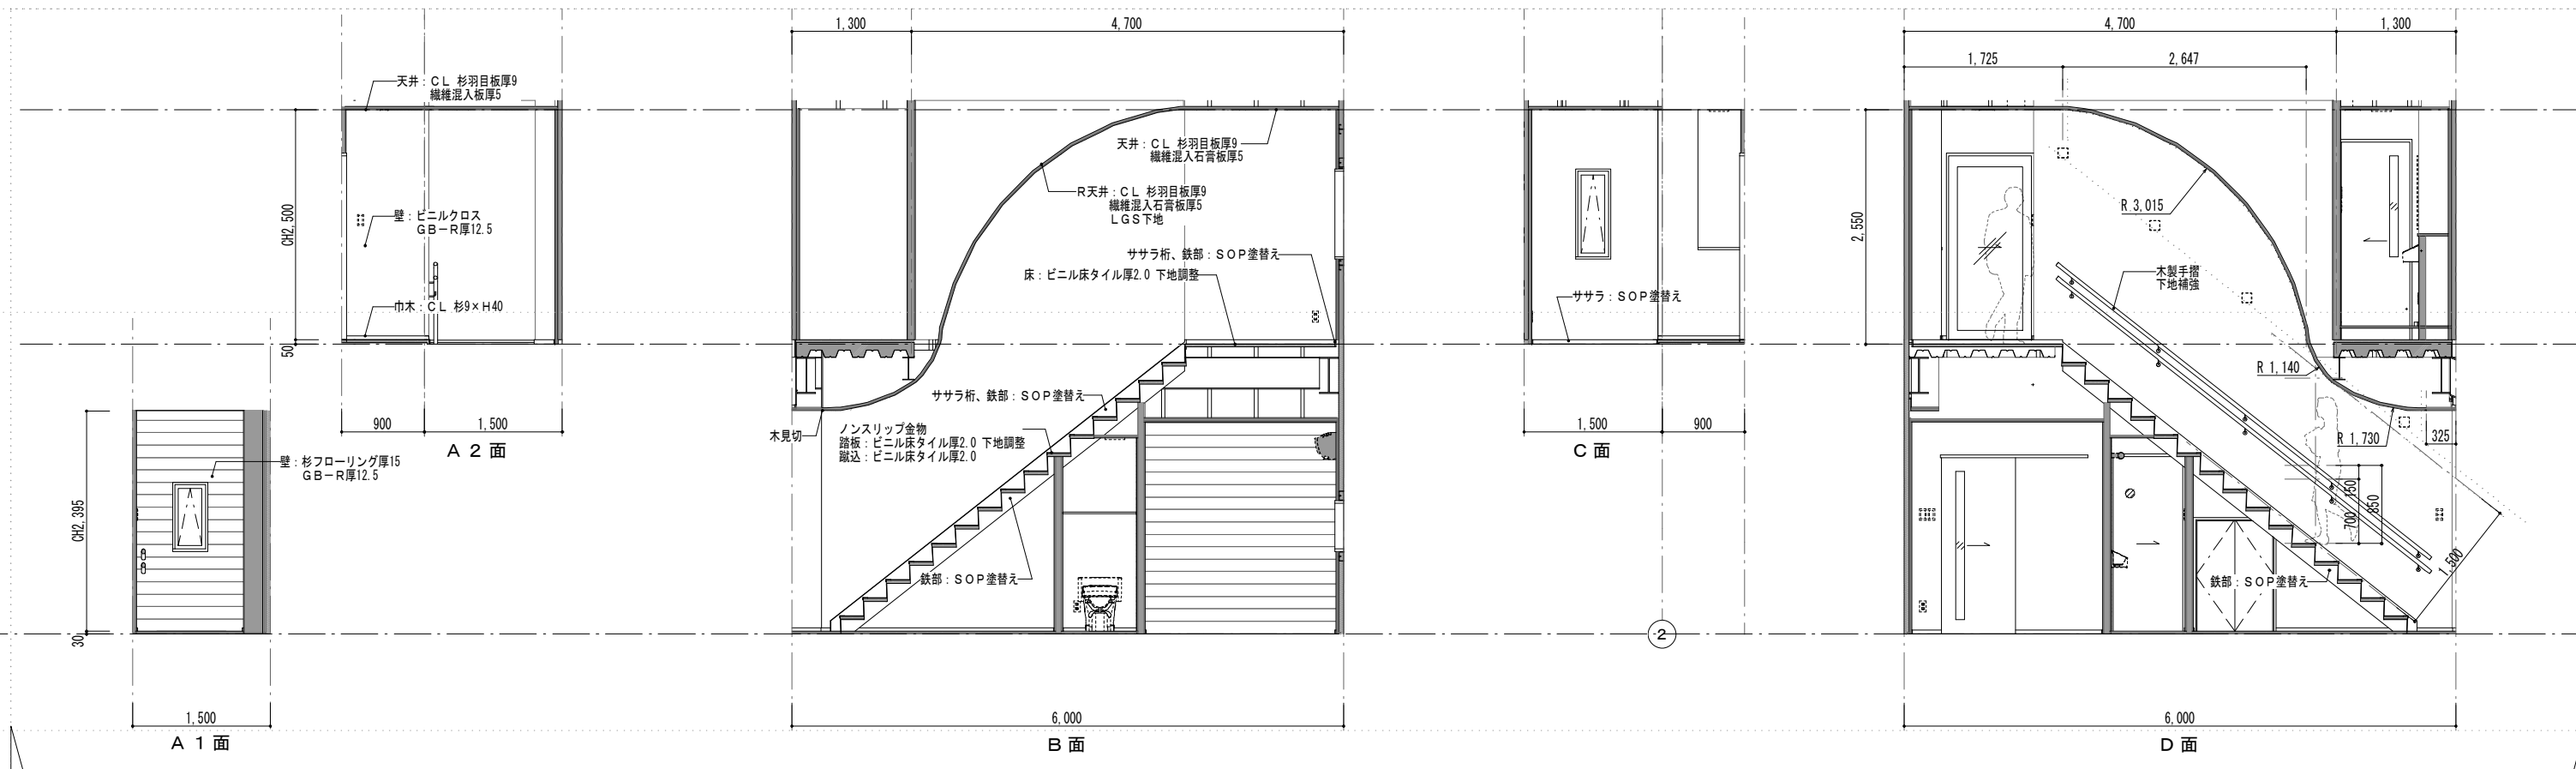 900
1,500
A 2 面
CH2,500
50
天井：ＣＬ 杉羽目板厚9
繊維混入板厚5
壁：ビニルクロス
ＧＢ－Ｒ厚12.5
巾木：ＣＬ 杉9×H40
CH2,395
30
壁：杉フローリング厚15
ＧＢ－Ｒ厚12.5
1,500
A 1 面
1,300
4,700
天井：ＣＬ 杉羽目板厚9
繊維混入石膏板厚5
Ｒ天井：ＣＬ 杉羽目板厚9
繊維混入石膏板厚5
ＬＧＳ下地
ササラ桁、鉄部：ＳＯＰ塗替え
床：ビニル床タイル厚2.0 下地調整
ササラ桁、鉄部：ＳＯＰ塗替え
木見切
ノンスリップ金物
踏板：ビニル床タイル厚2.0 下地調整
蹴込：ビニル床タイル厚2.0
鉄部：ＳＯＰ塗替え
6,000
B 面
ササラ：ＳＯＰ塗替え
1,500
900
C 面
2
4,700
1,300
1,725
2,647
2,550
R 3,015
木製手摺
下地補強
R 1,140
R 1,730
325
150
700
850
1,500
鉄部：ＳＯＰ塗替え
6,000
D 面